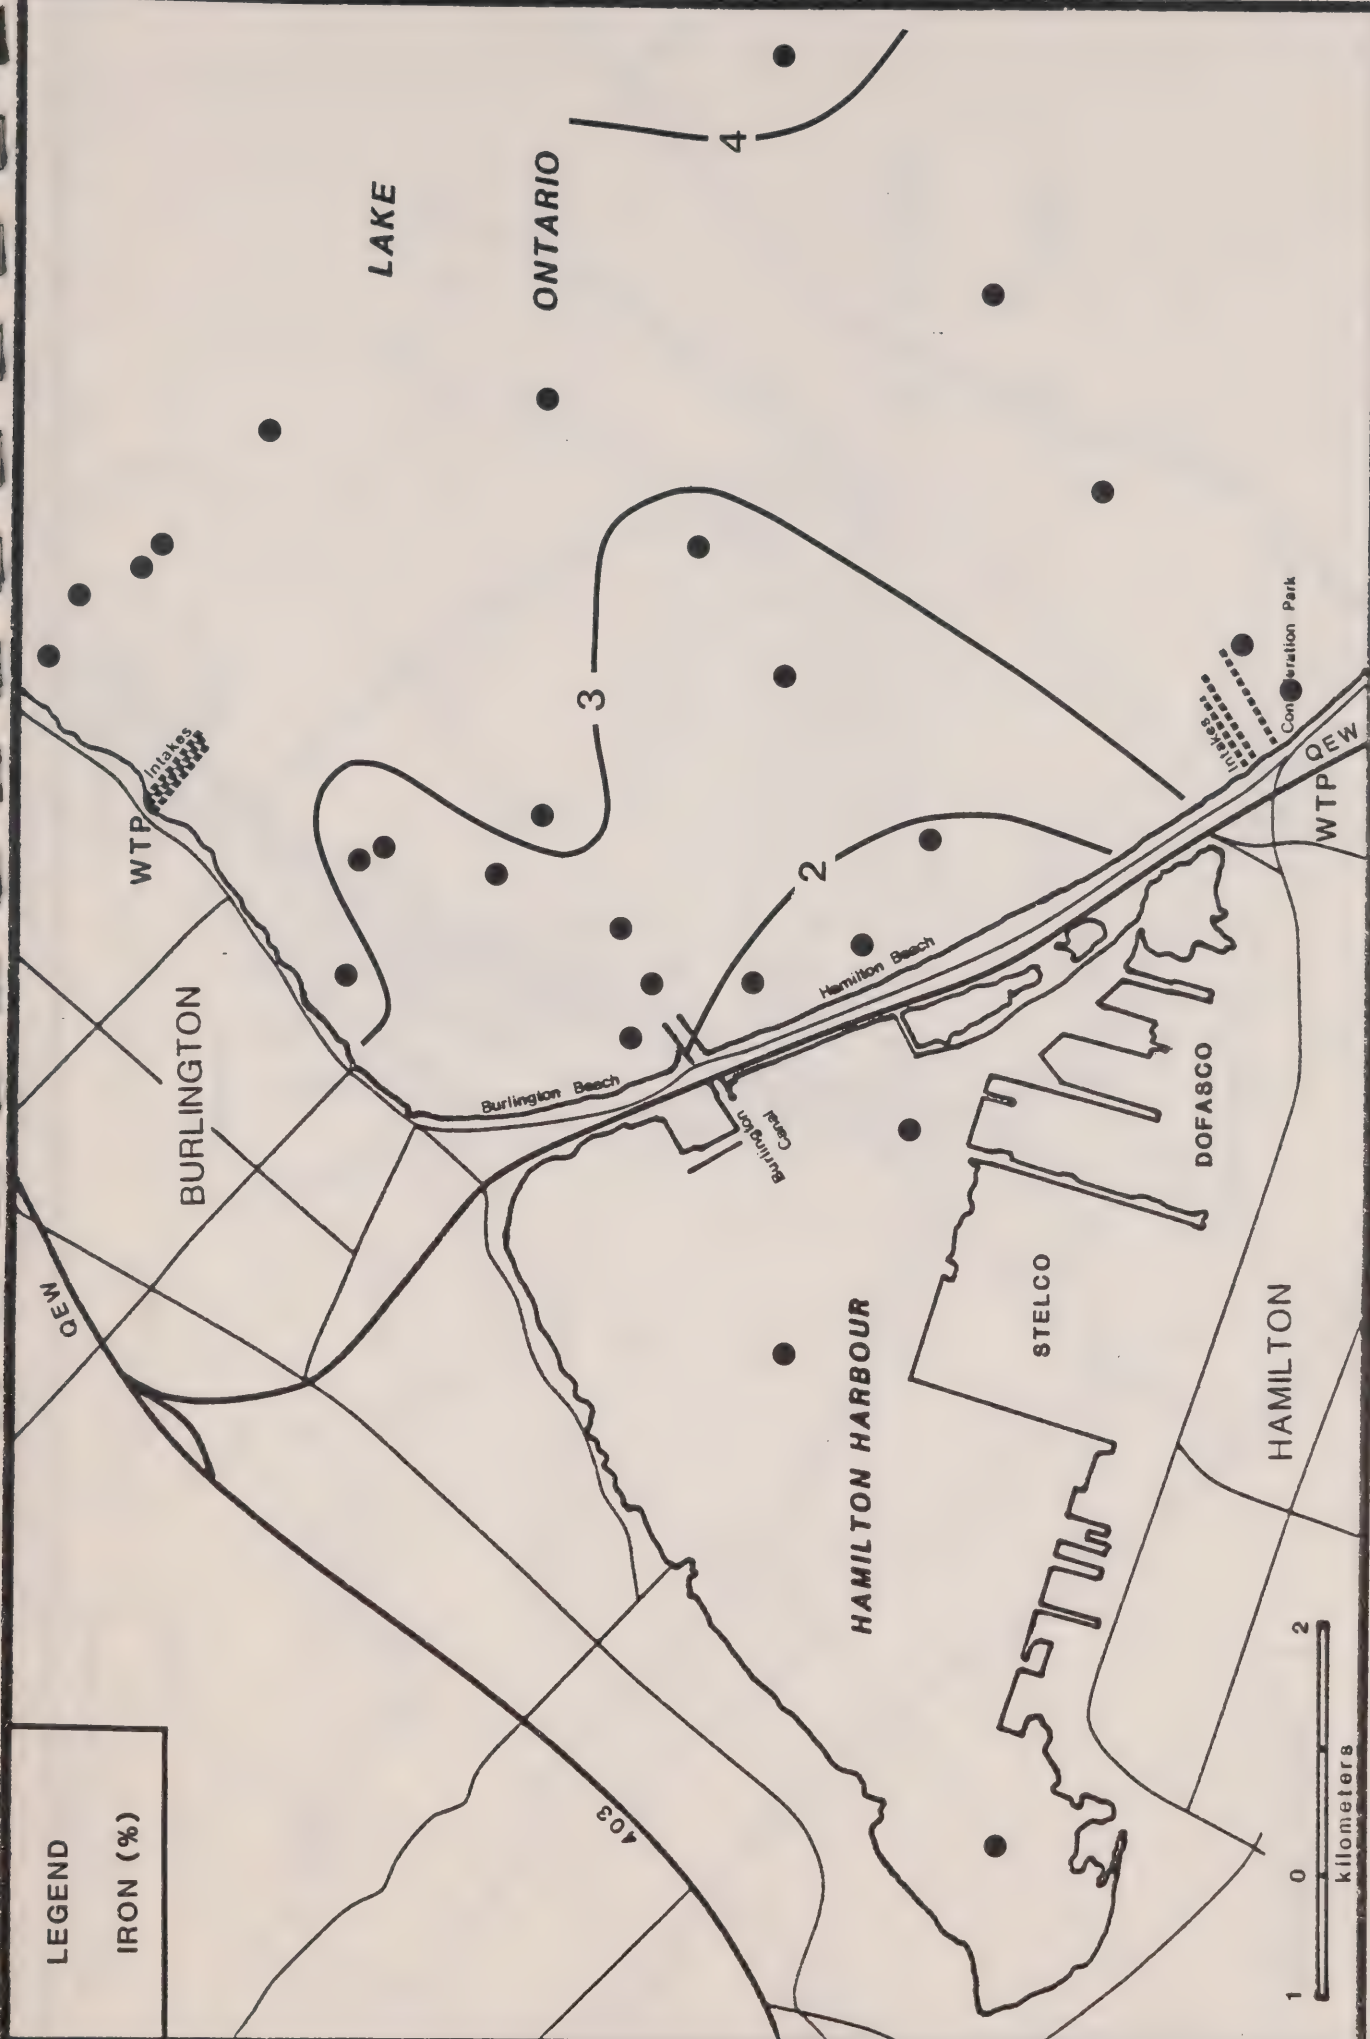 LEGEND
IRON (%)
QEW
BURLINGTON
WTP
Intakes
LAKE
ONTARIO
403
Burlington Beach
Burlington
Canal
3
2
4
Hamilton Beach
HAMILTON HARBOUR
STELCO
DOFASCO
HAMILTON
Intakes
Park
QEW
WTP
1 0 2
kilometers